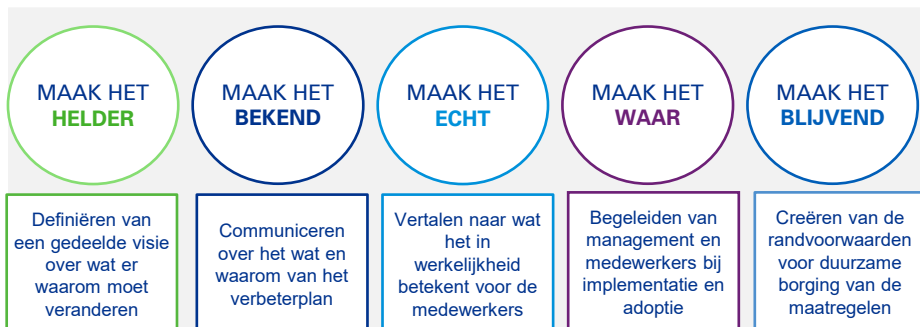 MAAK HET
HELDER
MAAK HET
BEKEND
MAAK HET
ECHT
MAAK HET
WAAR
MAAK HET
BLIJVEND
Definiëren van
een gedeelde visie
over wat er
waarom moet
veranderen
Communiceren
over het wat en
waarom van het
verbeterplan
Vertalen naar wat
het in
werkelijkheid
betekent voor de
medewerkers
Begeleiden van
management en
medewerkers bij
implementatie en
adoptie
Creëren van de
randvoorwaarden
voor duurzame
borging van de
maatregelen